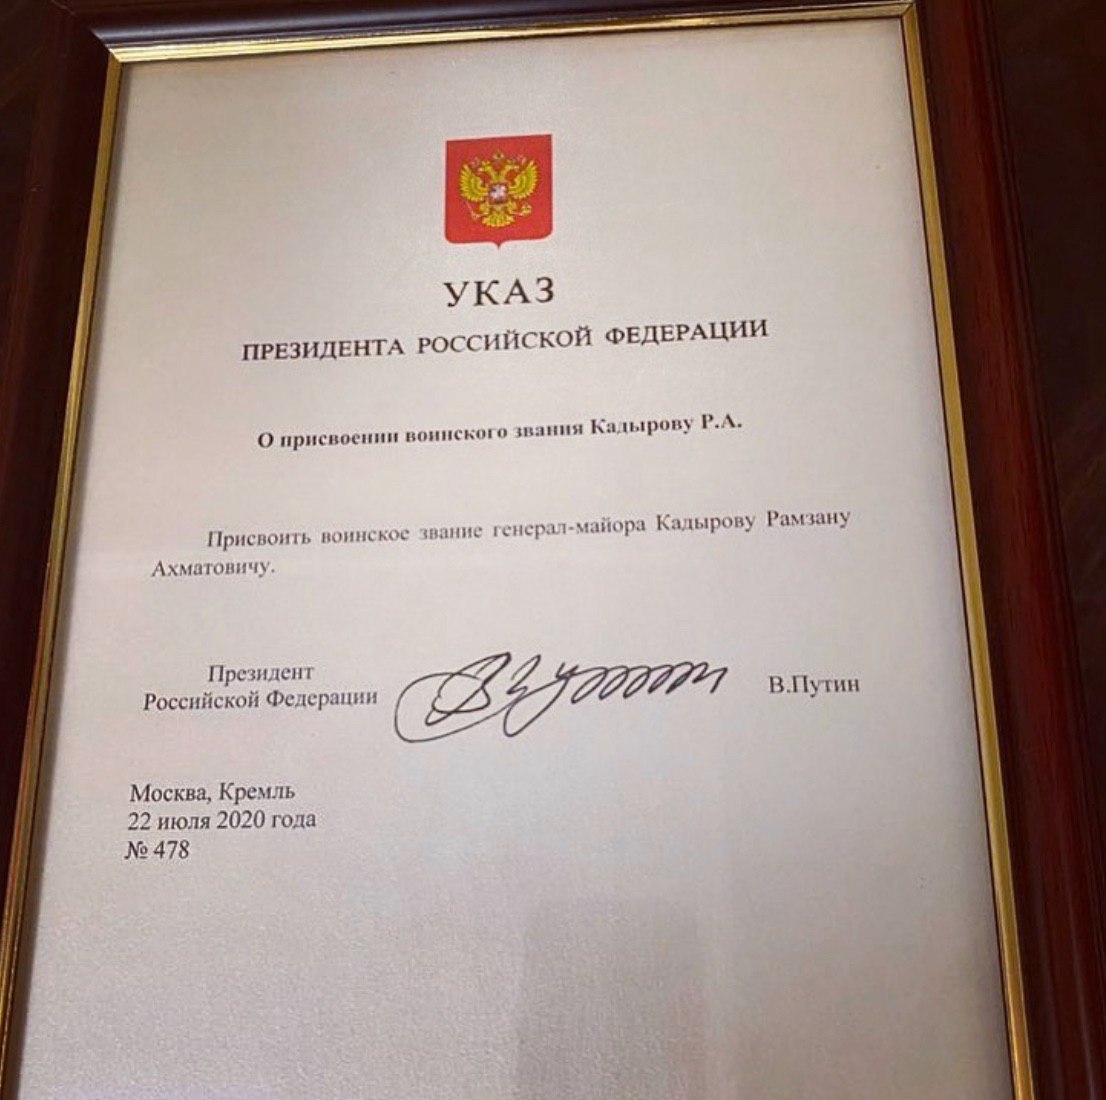 УКАЗ
ПРЕЗИДЕНТА РОССИЙСКОЙ ФЕДЕРАЦИИ
О присвоении воинского звания Кадырову Р.А.
Присвоить воинское звание генерал-майора Кадырову Рамзану
Ахматовичу.
Президент
Российской Федерации
В.Путин
Москва, Кремль
22 июля 2020 года
№ 478